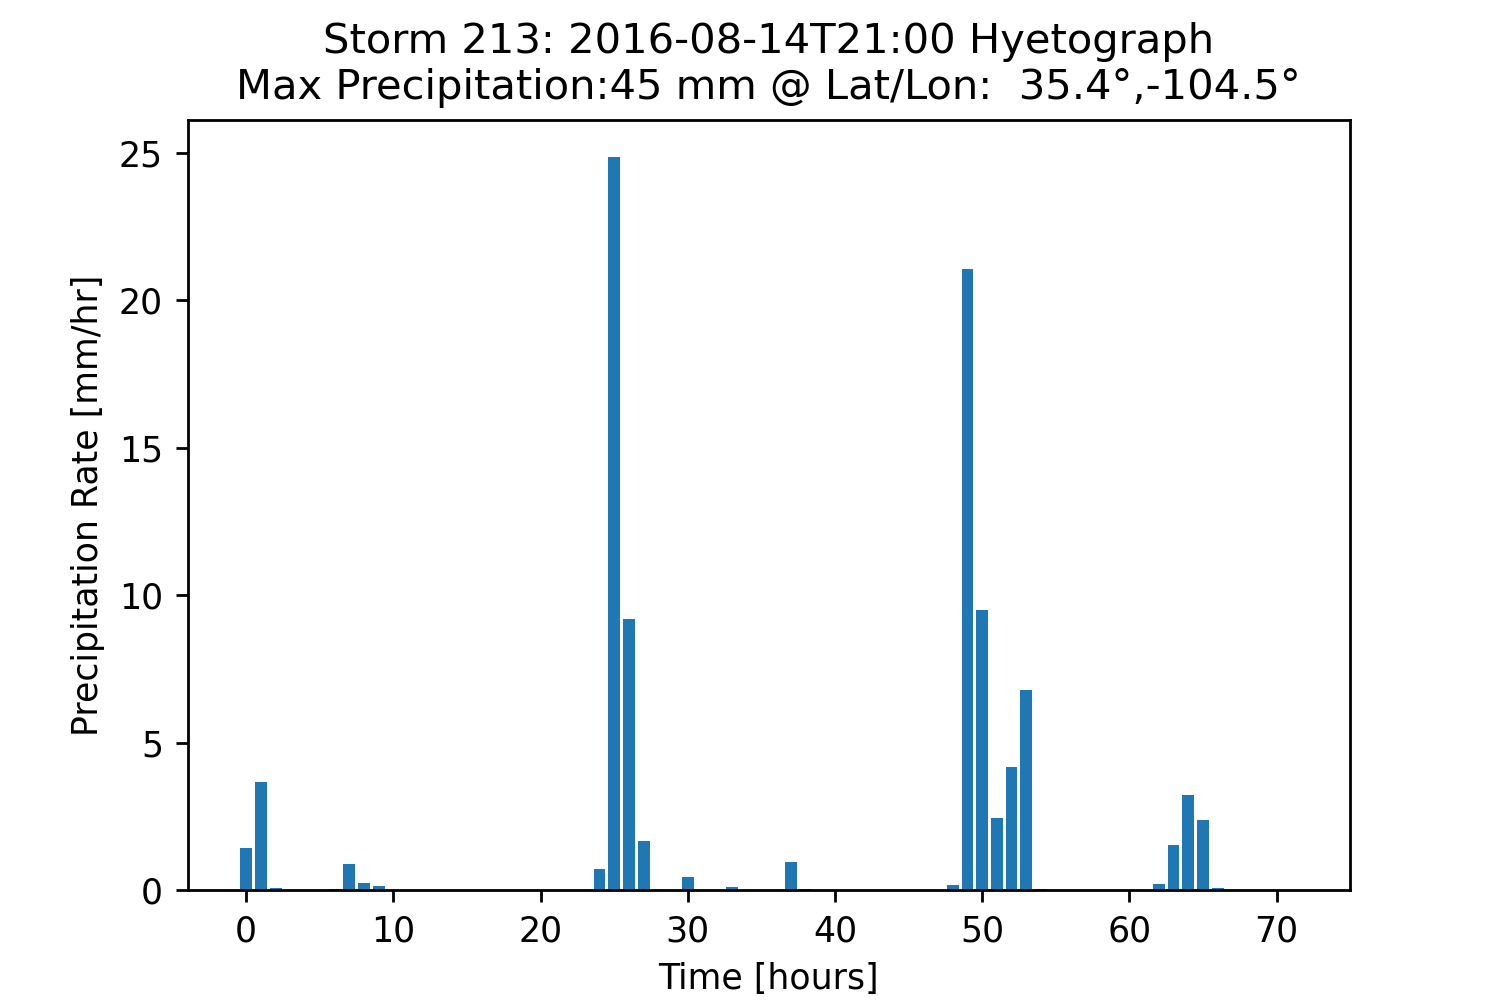 Storm 213: 2016-08-14T21:00 Hyetograph
Max Precipitation:45 mm @ Lat/Lon:  35.4°,-104.5°
25
20
15
10
5
0
Precipitation Rate [mm/hr]
0 10 20 30 40 50 60 70
Time [hours]